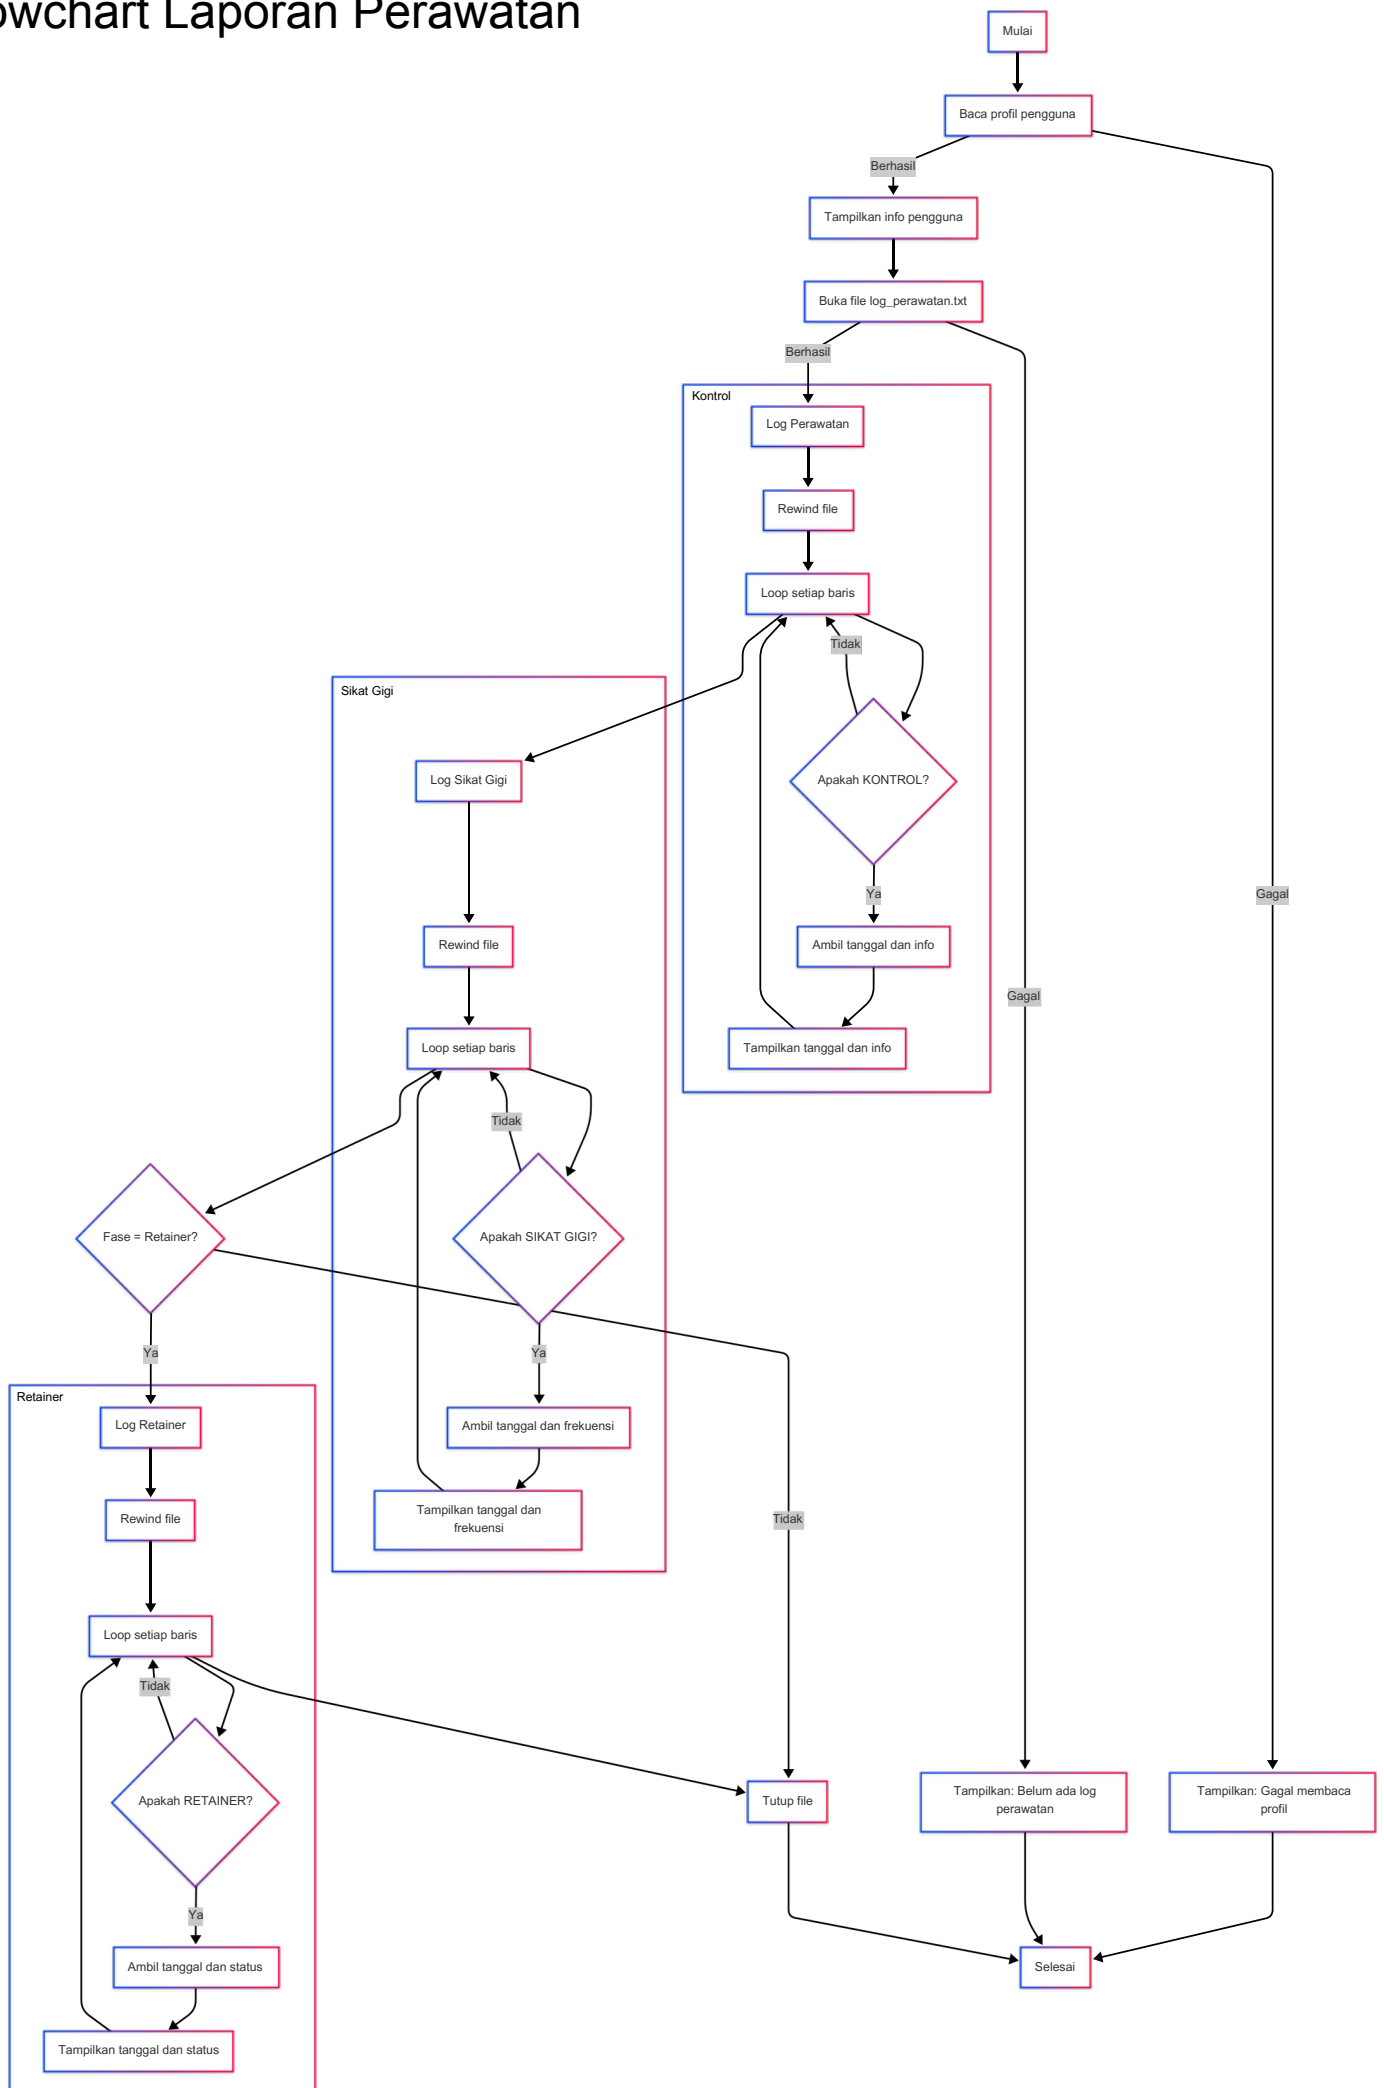 owchart Laporan Perawatan
Mulai
Baca profil pengguna
Berhasil
Tampilkan info pengguna
Buka file log_perawatan.txt
Berhasil
Kontrol
Log Perawatan
Rewind file
Loop setiap baris
Tidak
Apakah KONTROL?
Ya
Ambil tanggal dan info
Tampilkan tanggal dan info
Gagal
Gagal
Sikat Gigi
Log Sikat Gigi
Rewind file
Loop setiap baris
Tidak
Apakah SIKAT GIGI?
Ya
Ambil tanggal dan frekuensi
Tampilkan tanggal dan
frekuensi
Fase = Retainer?
Ya
Tidak
Retainer
Log Retainer
Rewind file
Loop setiap baris
Tidak
Apakah RETAINER?
Ya
Ambil tanggal dan status
Tampilkan tanggal dan status
Tutup file
Tampilkan: Belum ada log
perawatan
Tampilkan: Gagal membaca
profil
Selesai